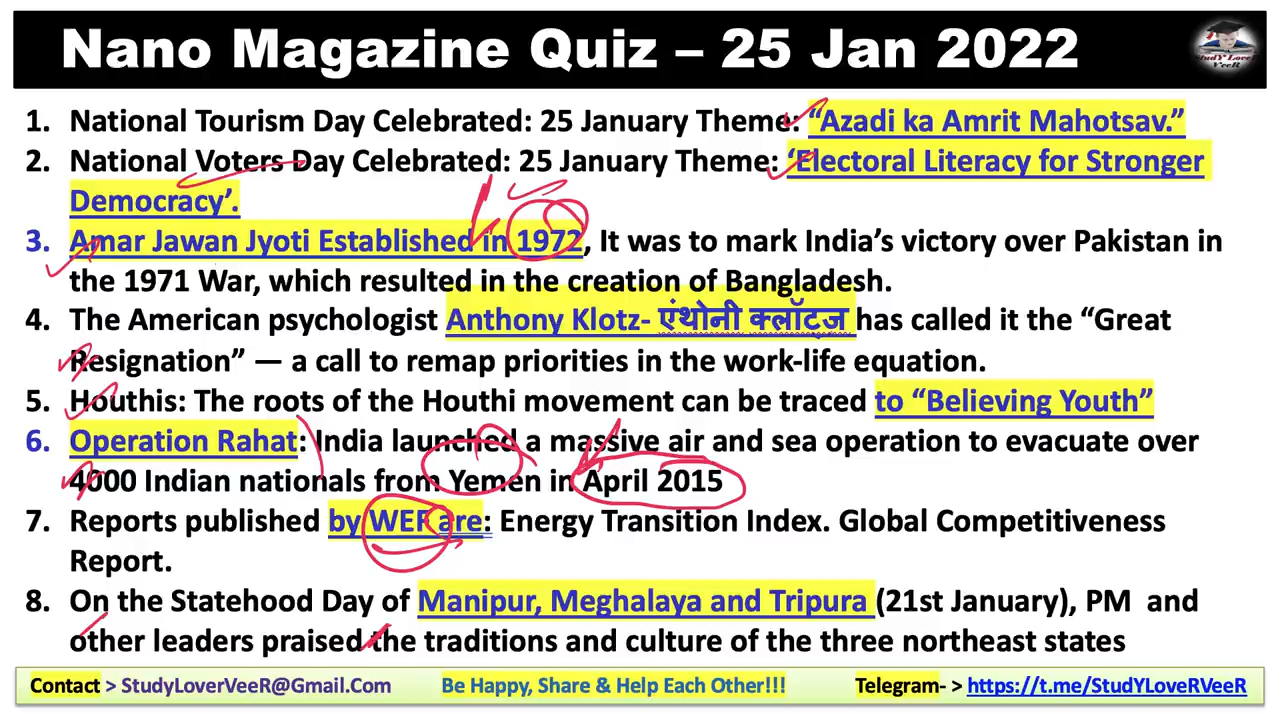 Nano Magazine Quiz – 25 Jan 2022
StudY LoveR
VeeR
1. National Tourism Day Celebrated: 25 January Theme: “Azadi ka Amrit Mahotsav.”
2. National Voters Day Celebrated: 25 January Theme: ‘Electoral Literacy for Stronger
Democracy’.
3. Amar Jawan Jyoti Established in 1972, It was to mark India’s victory over Pakistan in
the 1971 War, which resulted in the creation of Bangladesh.
4. The American psychologist Anthony Klotz- एंथोनी क्लॉट्ज has called it the “Great
Resignation” — a call to remap priorities in the work-life equation.
5. Houthis: The roots of the Houthi movement can be traced to “Believing Youth”
6. Operation Rahat: India launched a massive air and sea operation to evacuate over
4000 Indian nationals from Yemen in April 2015
7. Reports published by WEF are: Energy Transition Index. Global Competitiveness
Report.
8. On the Statehood Day of Manipur, Meghalaya and Tripura (21st January), PM and
other leaders praised the traditions and culture of the three northeast states
Contact > StudyLoverVeeR@Gmail.Com Be Happy, Share & Help Each Other!!! Telegram- > https://t.me/StudYLoveRVeeR